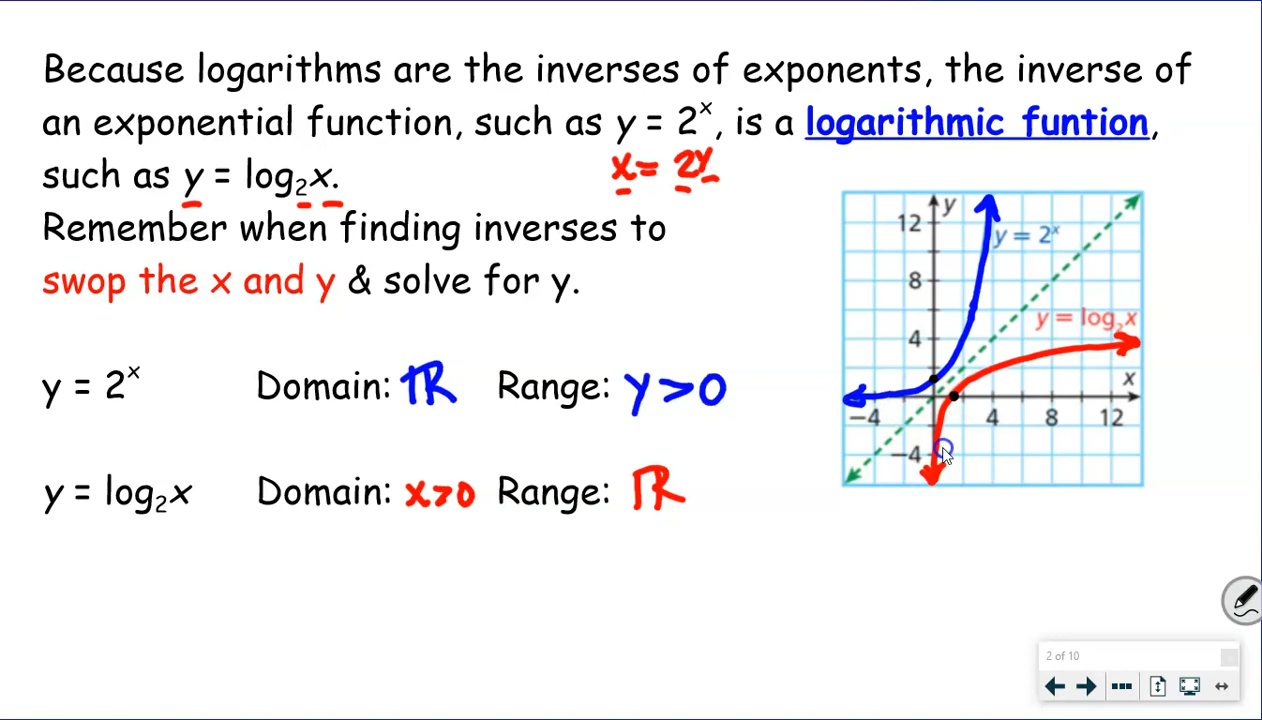 Because logarithms are the inverses of exponents, the inverse of
an exponential function, such as y = 2ˣ, is a logarithmic funtion,
such as y = log₂x.
x = 2y
Remember when finding inverses to
swop the x and y & solve for y.
y = 2ˣ Domain: ℝ Range: y > 0
y = log₂x Domain: x > 0 Range: ℝ
y
12
y = 2ˣ
8
y = log₂x
4
x
−4 4 8 12
−4
2 of 10